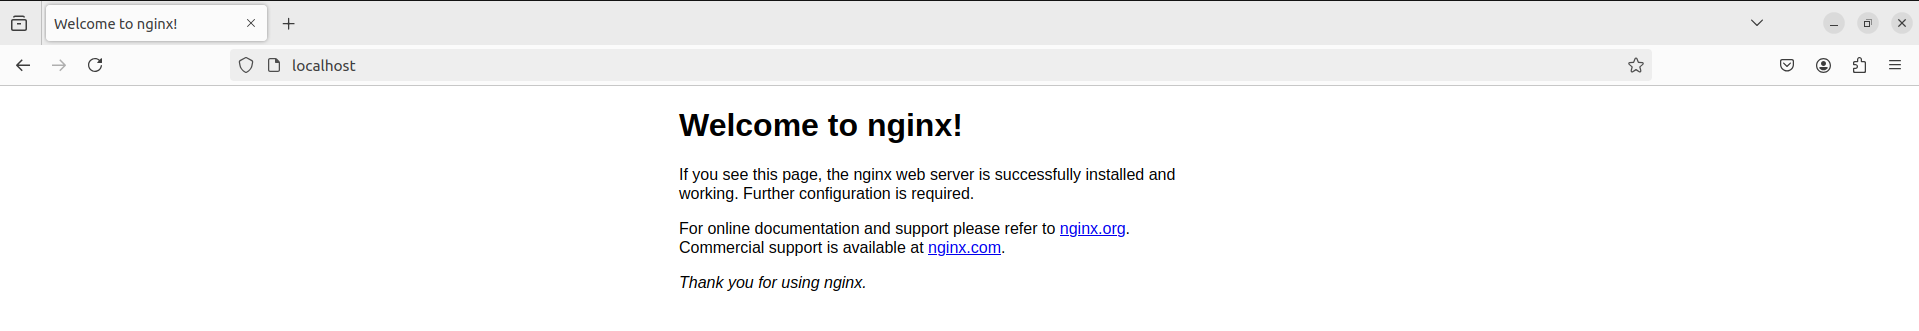 Welcome to nginx!
localhost
Welcome to nginx!
If you see this page, the nginx web server is successfully installed and
working. Further configuration is required.
For online documentation and support please refer to nginx.org.
Commercial support is available at nginx.com.
Thank you for using nginx.